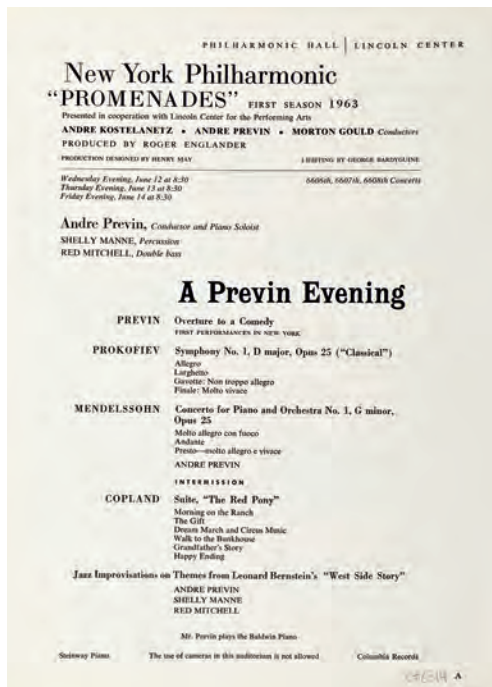 PHILHARMONIC HALL | LINCOLN CENTER
New York Philharmonic
"PROMENADES" FIRST SEASON 1963
Presented in cooperation with Lincoln Center for the Performing Arts
ANDRE KOSTELANETZ • ANDRE PREVIN • MORTON GOULD Conductors
PRODUCED BY ROGER ENGLANDER
PRODUCTION DESIGNED BY HENRY MAY LIGHTING BY GEORGE BARDYGUINE
Wednesday Evening, June 12 at 8:30 6606th, 6607th, 6608th Concerts
Thursday Evening, June 13 at 8:30
Friday Evening, June 14 at 8:30
Andre Previn, Conductor and Piano Soloist
SHELLY MANNE, Percussion
RED MITCHELL, Double bass
A Previn Evening
PREVIN Overture to a Comedy
FIRST PERFORMANCES IN NEW YORK
PROKOFIEV Symphony No. 1, D major, Opus 25 ("Classical")
Allegro
Larghetto
Gavotte: Non troppo allegro
Finale: Molto vivace
MENDELSSOHN Concerto for Piano and Orchestra No. 1, G minor,
Opus 25
Molto allegro con fuoco
Andante
Presto—molto allegro e vivace
ANDRE PREVIN
INTERMISSION
COPLAND Suite, "The Red Pony"
Morning on the Ranch
The Gift
Dream March and Circus Music
Walk to the Bunkhouse
Grandfather's Story
Happy Ending
Jazz Improvisations on Themes from Leonard Bernstein's "West Side Story"
ANDRE PREVIN
SHELLY MANNE
RED MITCHELL
Mr. Previn plays the Baldwin Piano
Steinway Piano The use of cameras in this auditorium is not allowed Columbia Records
A